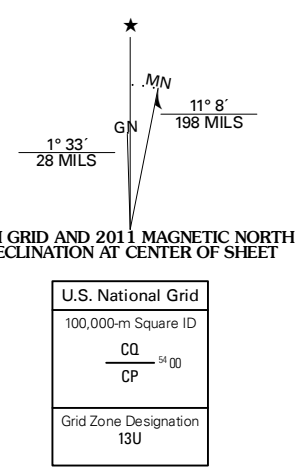 MN
11° 8´
GN
198 MILS
1° 33´
28 MILS
GRID AND 2011 MAGNETIC NORTH
AT CENTER OF SHEET
U.S. National Grid
100,000-m Square ID
CQ
54 00
CP
Grid Zone Designation
13U